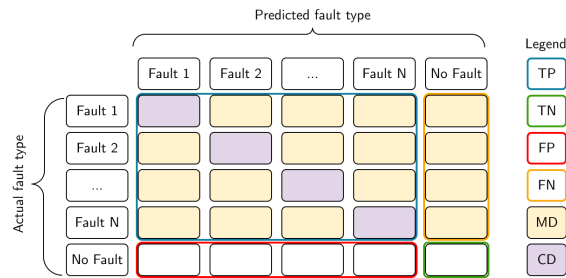 Predicted fault type
Legend
Fault 1 Fault 2 ... Fault N No Fault TP
Fault 1 TN
Fault 2 FP
... FN
Fault N MD
No Fault CD
Actual fault type